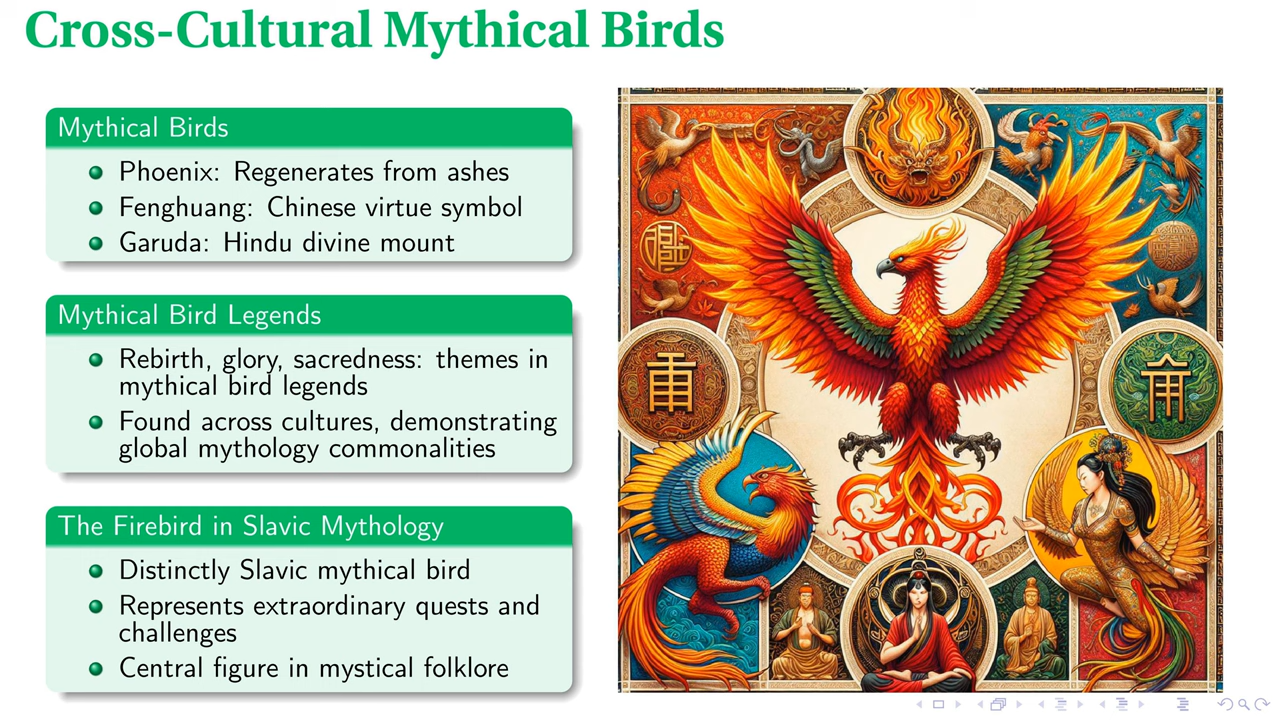 Cross-Cultural Mythical Birds
Mythical Birds
Phoenix: Regenerates from ashes
Fenghuang: Chinese virtue symbol
Garuda: Hindu divine mount
Mythical Bird Legends
Rebirth, glory, sacredness: themes in
mythical bird legends
Found across cultures, demonstrating
global mythology commonalities
The Firebird in Slavic Mythology
Distinctly Slavic mythical bird
Represents extraordinary quests and
challenges
Central figure in mystical folklore